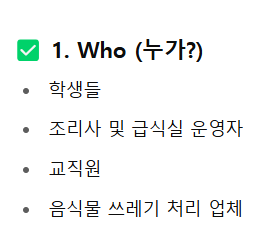 ✅ 1. Who (누가?)
• 학생들
• 조리사 및 급식실 운영자
• 교직원
• 음식물 쓰레기 처리 업체